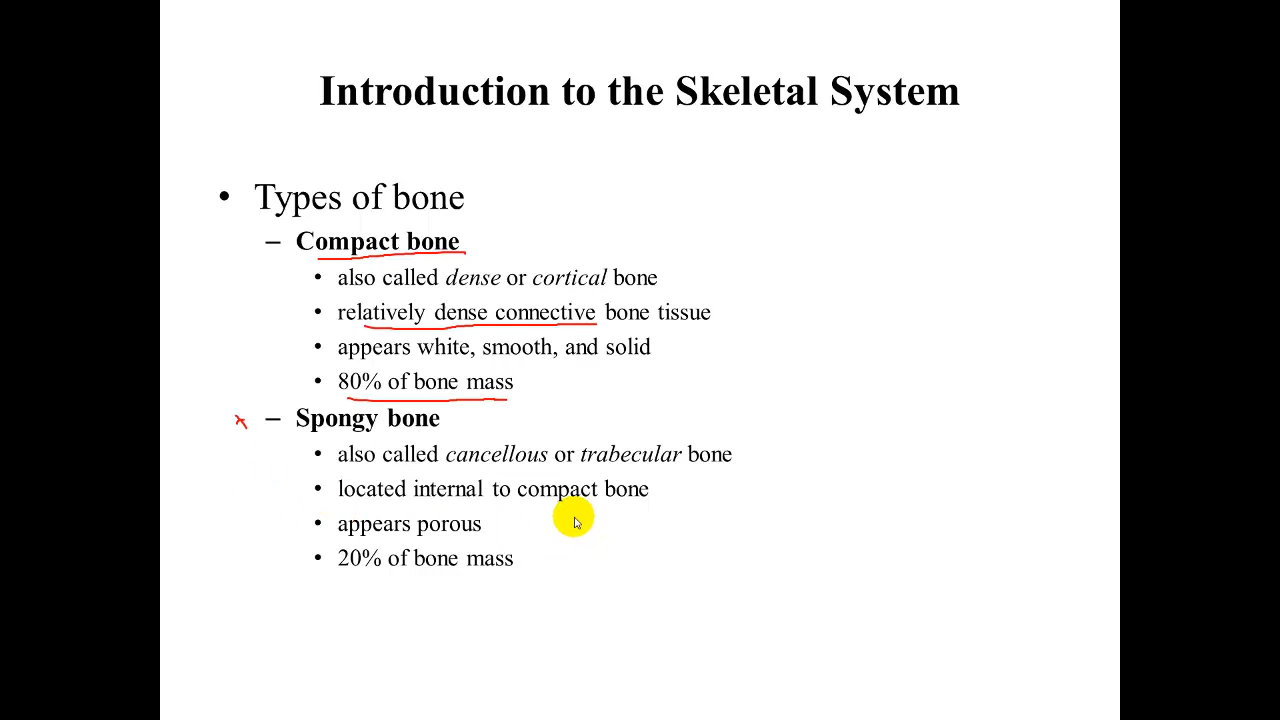 Introduction to the Skeletal System
• Types of bone
– Compact bone
• also called dense or cortical bone
• relatively dense connective bone tissue
• appears white, smooth, and solid
• 80% of bone mass
– Spongy bone
• also called cancellous or trabecular bone
• located internal to compact bone
• appears porous
• 20% of bone mass